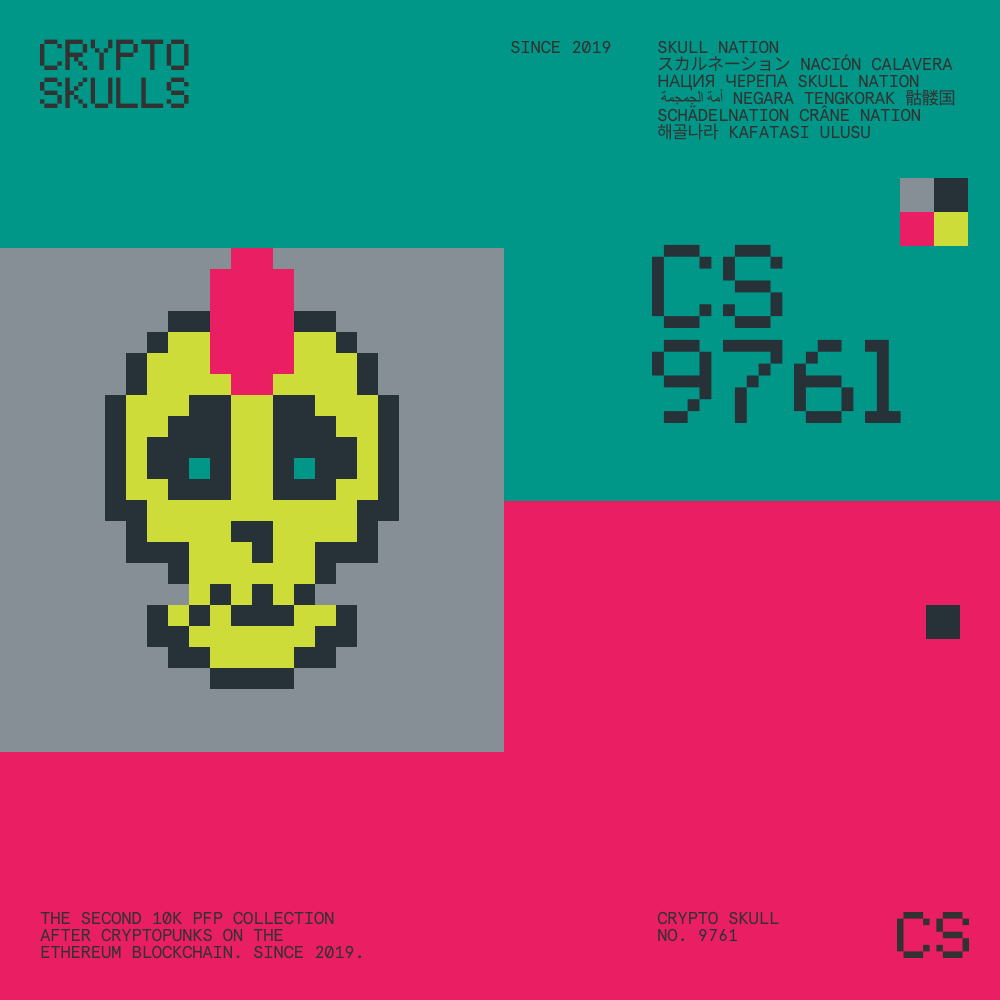 CRYPTO
SKULLS
SINCE 2019
SKULL NATION
スカルネーション NACIÓN CALAVERA
НАЦИЯ ЧЕРЕПА SKULL NATION
أمة الجمجمة NEGARA TENGKORAK 骷髅国
SCHÄDELNATION CRÂNE NATION
해골나라 KAFATASI ULUSU
CS
9761
THE SECOND 10K PFP COLLECTION
AFTER CRYPTOPUNKS ON THE
ETHEREUM BLOCKCHAIN. SINCE 2019.
CRYPTO SKULL
NO. 9761
CS